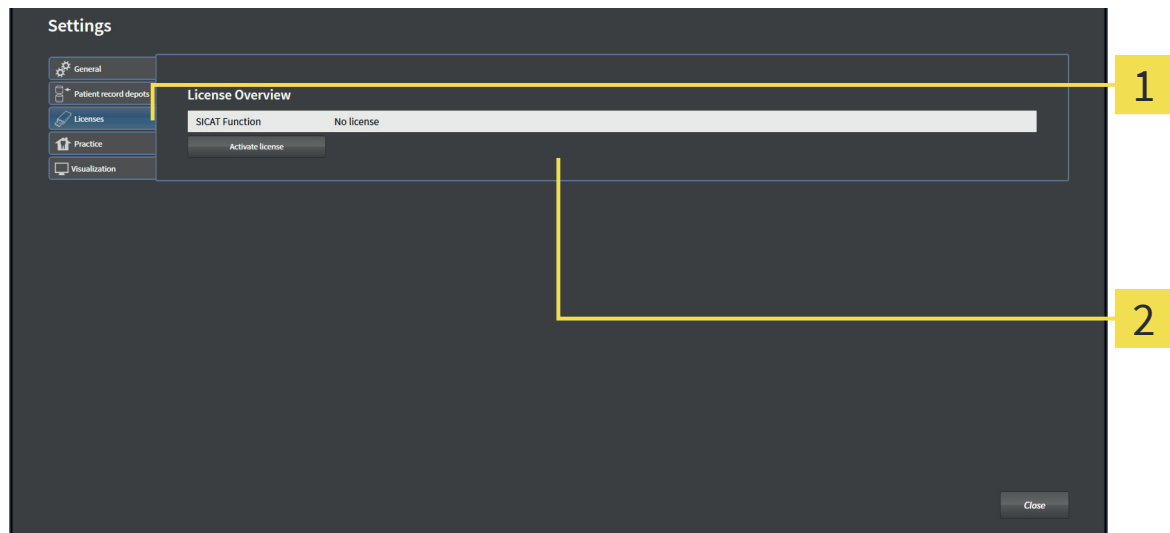 Settings
General
Patient record depots
Licenses
Practice
Visualization
License Overview
SICAT Function No license
Activate license
Close
1
2